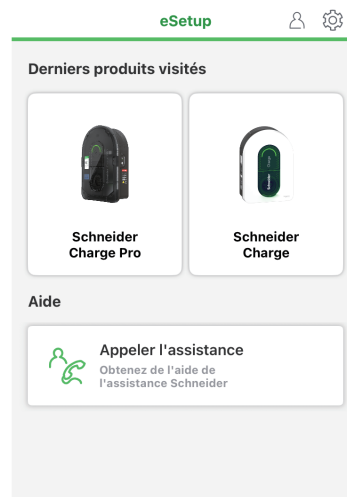 eSetup
Derniers produits visités
Schneider
Charge Pro
Schneider
Charge
Aide
Appeler l'assistance
Obtenez de l'aide de
l'assistance Schneider